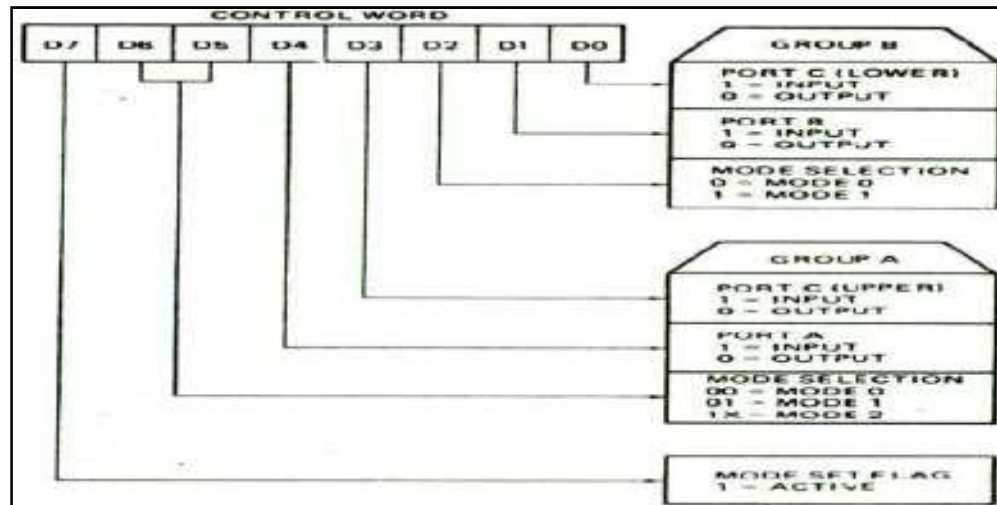 CONTROL WORD
D7 D6 D5 D4 D3 D2 D1 D0
GROUP B
PORT C (LOWER)
1 = INPUT
0 = OUTPUT
PORT B
1 = INPUT
0 = OUTPUT
MODE SELECTION
0 = MODE 0
1 = MODE 1
GROUP A
PORT C (UPPER)
1 = INPUT
0 = OUTPUT
PORT A
1 = INPUT
0 = OUTPUT
MODE SELECTION
00 = MODE 0
01 = MODE 1
1X = MODE 2
MODE SET FLAG
1 = ACTIVE